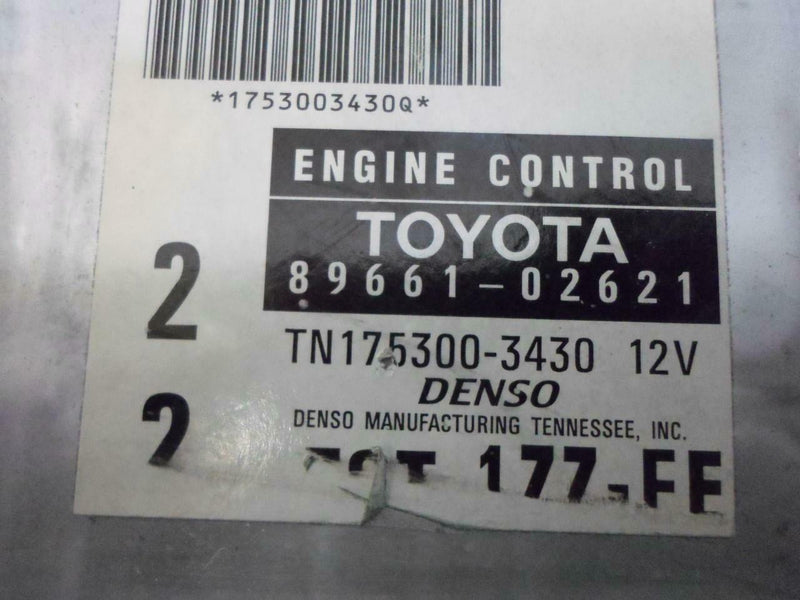 *1753003430Q*
ENGINE CONTROL
TOYOTA
89661-02621
2
TN175300-3430 12V
DENSO
DENSO MANUFACTURING TENNESSEE, INC.
2